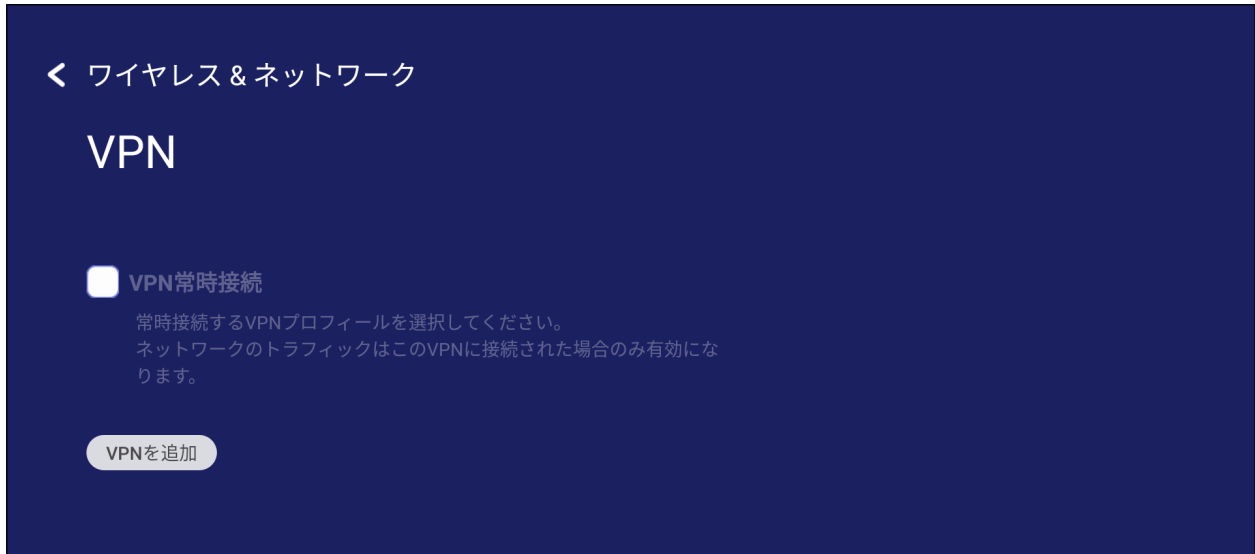 ワイヤレス & ネットワーク
VPN
VPN常時接続
常時接続するVPNプロフィールを選択してください。
ネットワークのトラフィックはこのVPNに接続された場合のみ有効にな
ります。
VPNを追加